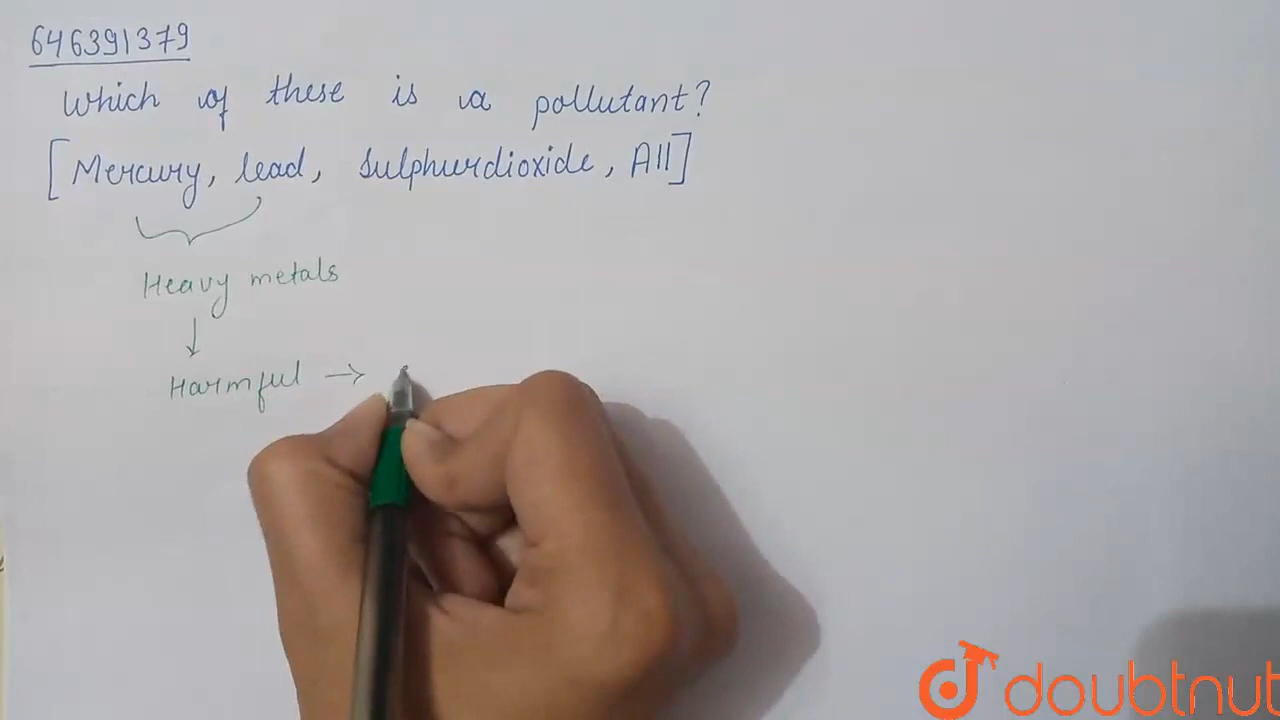 646391379
Which of these is a pollutant?
[Mercury, lead, Sulphurdioxide, All]
Heavy metals
↓
Harmful →
doubtnut